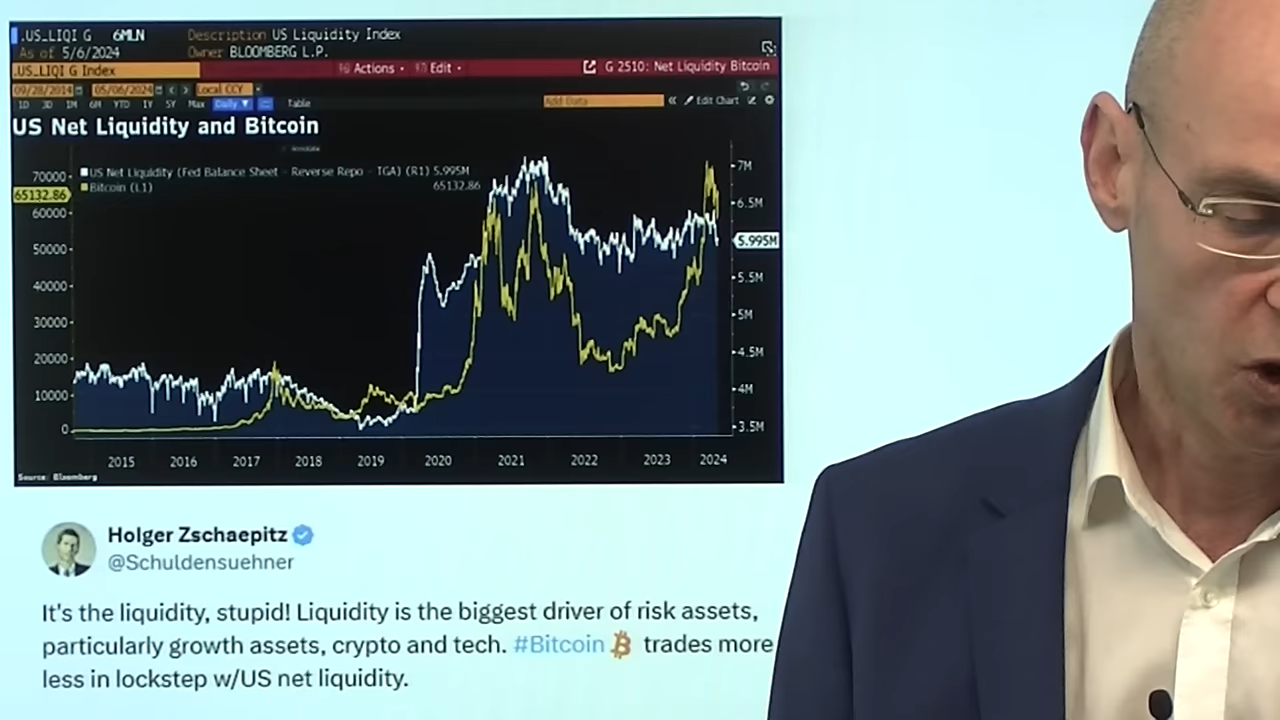 .US_LIQI G 6MLN Description US Liquidity Index
As of 5/6/2024 Owner BLOOMBERG L.P.
.US_LIQI G Index Actions Edit G 2510: Net Liquidity Bitcoin
09/28/2014 05/06/2024 Local CCY
1D 3D 1M 6M YTD 1Y 5Y Max Daily ▼ Table Add Data « Edit Chart
US Net Liquidity and Bitcoin
US Net Liquidity (Fed Balance Sheet - Reverse Repo - TGA) (R1) 5.995M
Bitcoin (L1) 65132.86
70000
65132.86
60000
50000
40000
30000
20000
10000
0
7M
6.5M
5.995M
5.5M
5M
4.5M
4M
3.5M
2015 2016 2017 2018 2019 2020 2021 2022 2023 2024
Source: Bloomberg
Holger Zschaepitz
@Schuldensuehner
It's the liquidity, stupid! Liquidity is the biggest driver of risk assets,
particularly growth assets, crypto and tech. #Bitcoin trades more
less in lockstep w/US net liquidity.